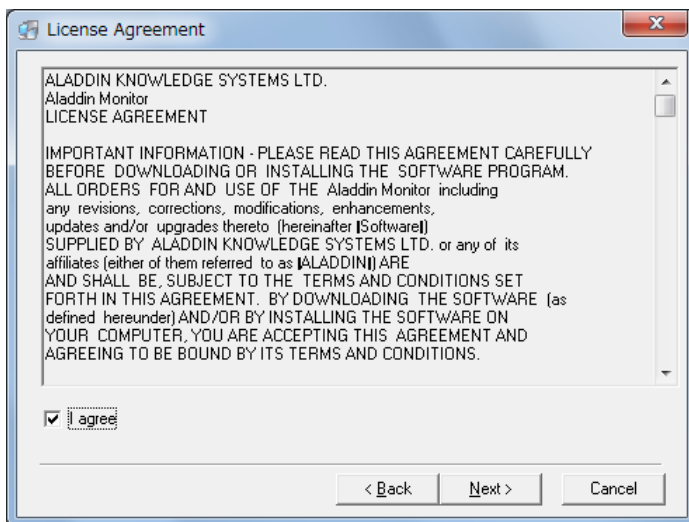 License Agreement
ALADDIN KNOWLEDGE SYSTEMS LTD.
Aladdin Monitor
LICENSE AGREEMENT
IMPORTANT INFORMATION - PLEASE READ THIS AGREEMENT CAREFULLY
BEFORE DOWNLOADING OR INSTALLING THE SOFTWARE PROGRAM.
ALL ORDERS FOR AND USE OF THE Aladdin Monitor including
any revisions, corrections, modifications, enhancements,
updates and/or upgrades thereto (hereinafter |Software|)
SUPPLIED BY ALADDIN KNOWLEDGE SYSTEMS LTD. or any of its
affiliates (either of them referred to as |ALADDIN|) ARE
AND SHALL BE, SUBJECT TO THE TERMS AND CONDITIONS SET
FORTH IN THIS AGREEMENT. BY DOWNLOADING THE SOFTWARE (as
defined hereunder) AND/OR BY INSTALLING THE SOFTWARE ON
YOUR COMPUTER, YOU ARE ACCEPTING THIS AGREEMENT AND
AGREEING TO BE BOUND BY ITS TERMS AND CONDITIONS.
I agree
< Back Next > Cancel